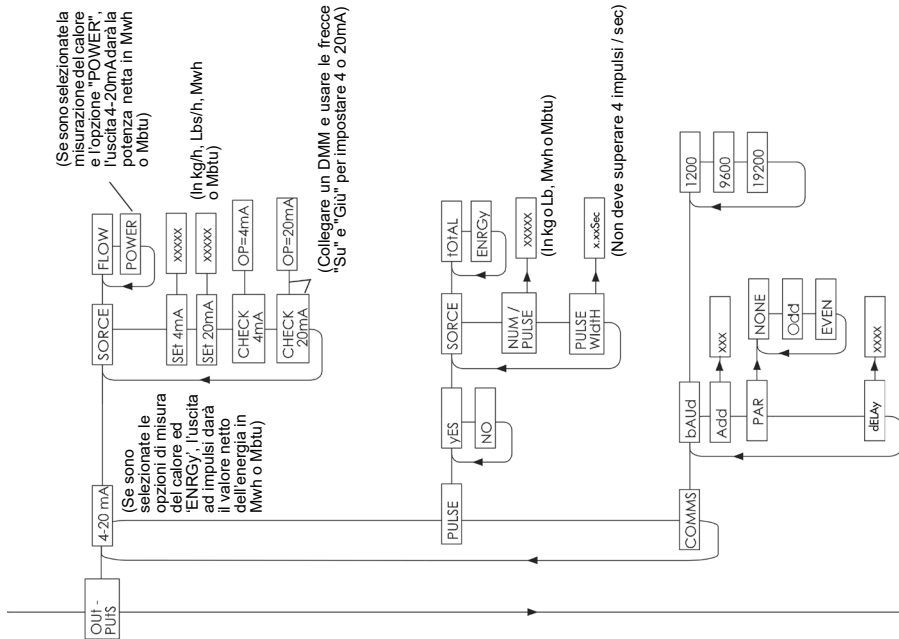 OUt -
PUtS
4-20 mA
SORCE
FLOW
POWER
(Se sono selezionate la
misurazione del calore
e l'opzione "POWER",
l'uscita 4-20mA darà la
potenza netta in Mwh
o Mbtu)
SEt 4mA
xxxxx
SEt 20mA
xxxxx
(In kg/h, Lbs/h, Mwh
o Mbtu)
CHECK
4mA
OP=4mA
CHECK
20mA
OP=20mA
(Collegare un DMM e usare le frecce
"Su" e "Giù" per impostare 4 o 20mA)
(Se sono
selezionate le
opzioni di misura
del calore ed
'ENRGy', l'uscita
ad impulsi darà
il valore netto
dell'energia in
Mwh o Mbtu)
PULSE
yES
NO
SORCE
tOtAL
ENRGy
NUM /
PULSE
xxxxx
(In kg o Lb, Mwh o Mbtu)
PULSE
WIdtH
x.xxSec
(Non deve superare 4 impulsi / sec)
COMMS
bAUd
1200
9600
19200
Add
xxx
PAR
NONE
Odd
EVEN
dELAy
xxxx